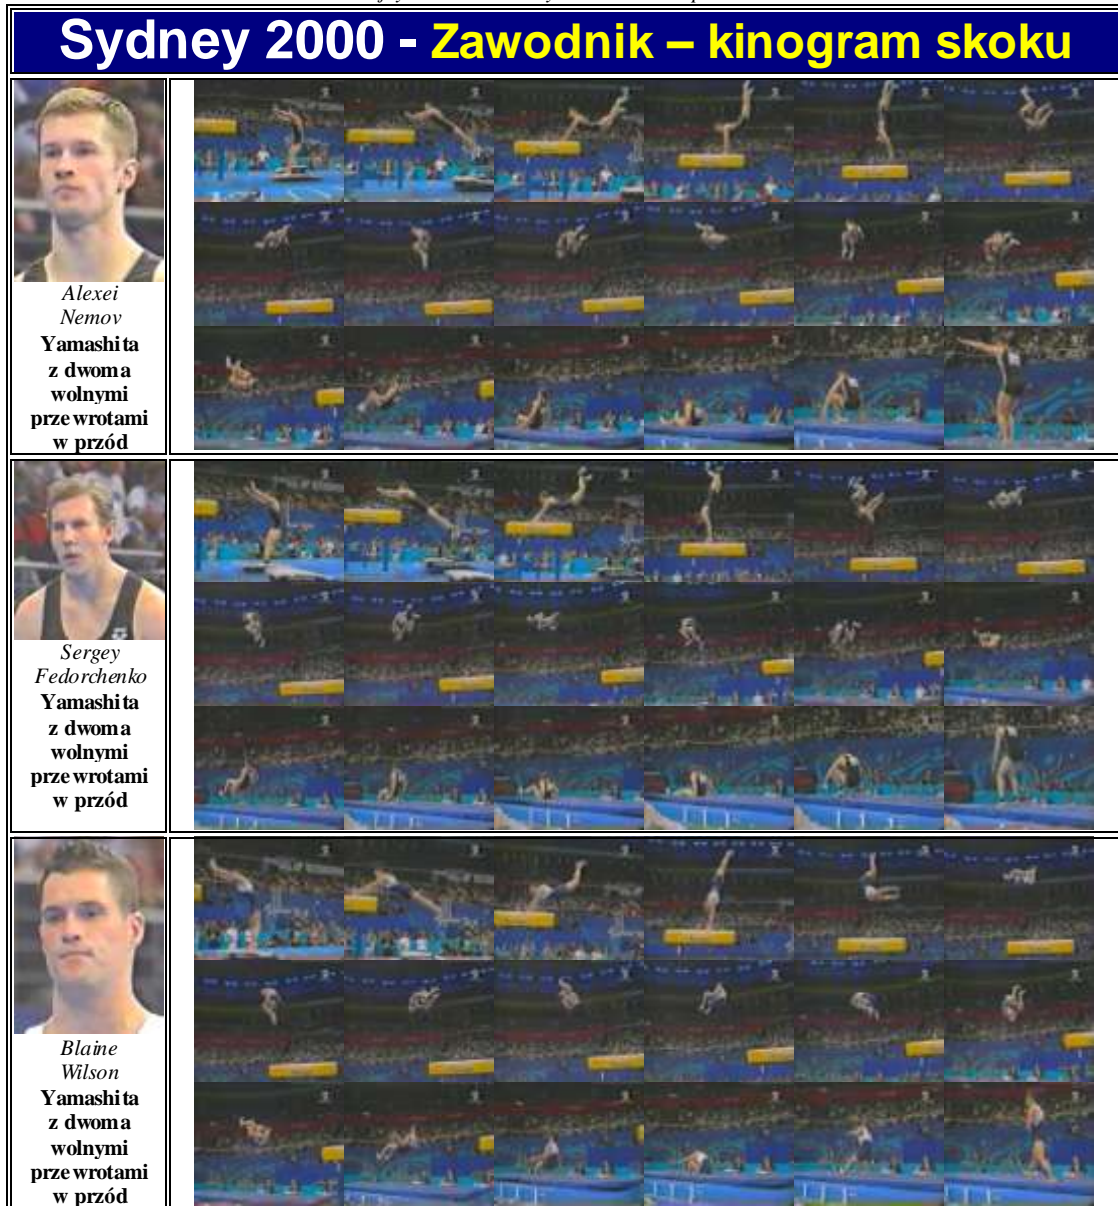 Sydney 2000 - Zawodnik – kinogram skoku
Alexei
Nemov
Yamashita
z dwoma
wolnymi
przewrotami
w przód
Sergey
Fedorchenko
Yamashita
z dwoma
wolnymi
przewrotami
w przód
Blaine
Wilson
Yamashita
z dwoma
wolnymi
przewrotami
w przód